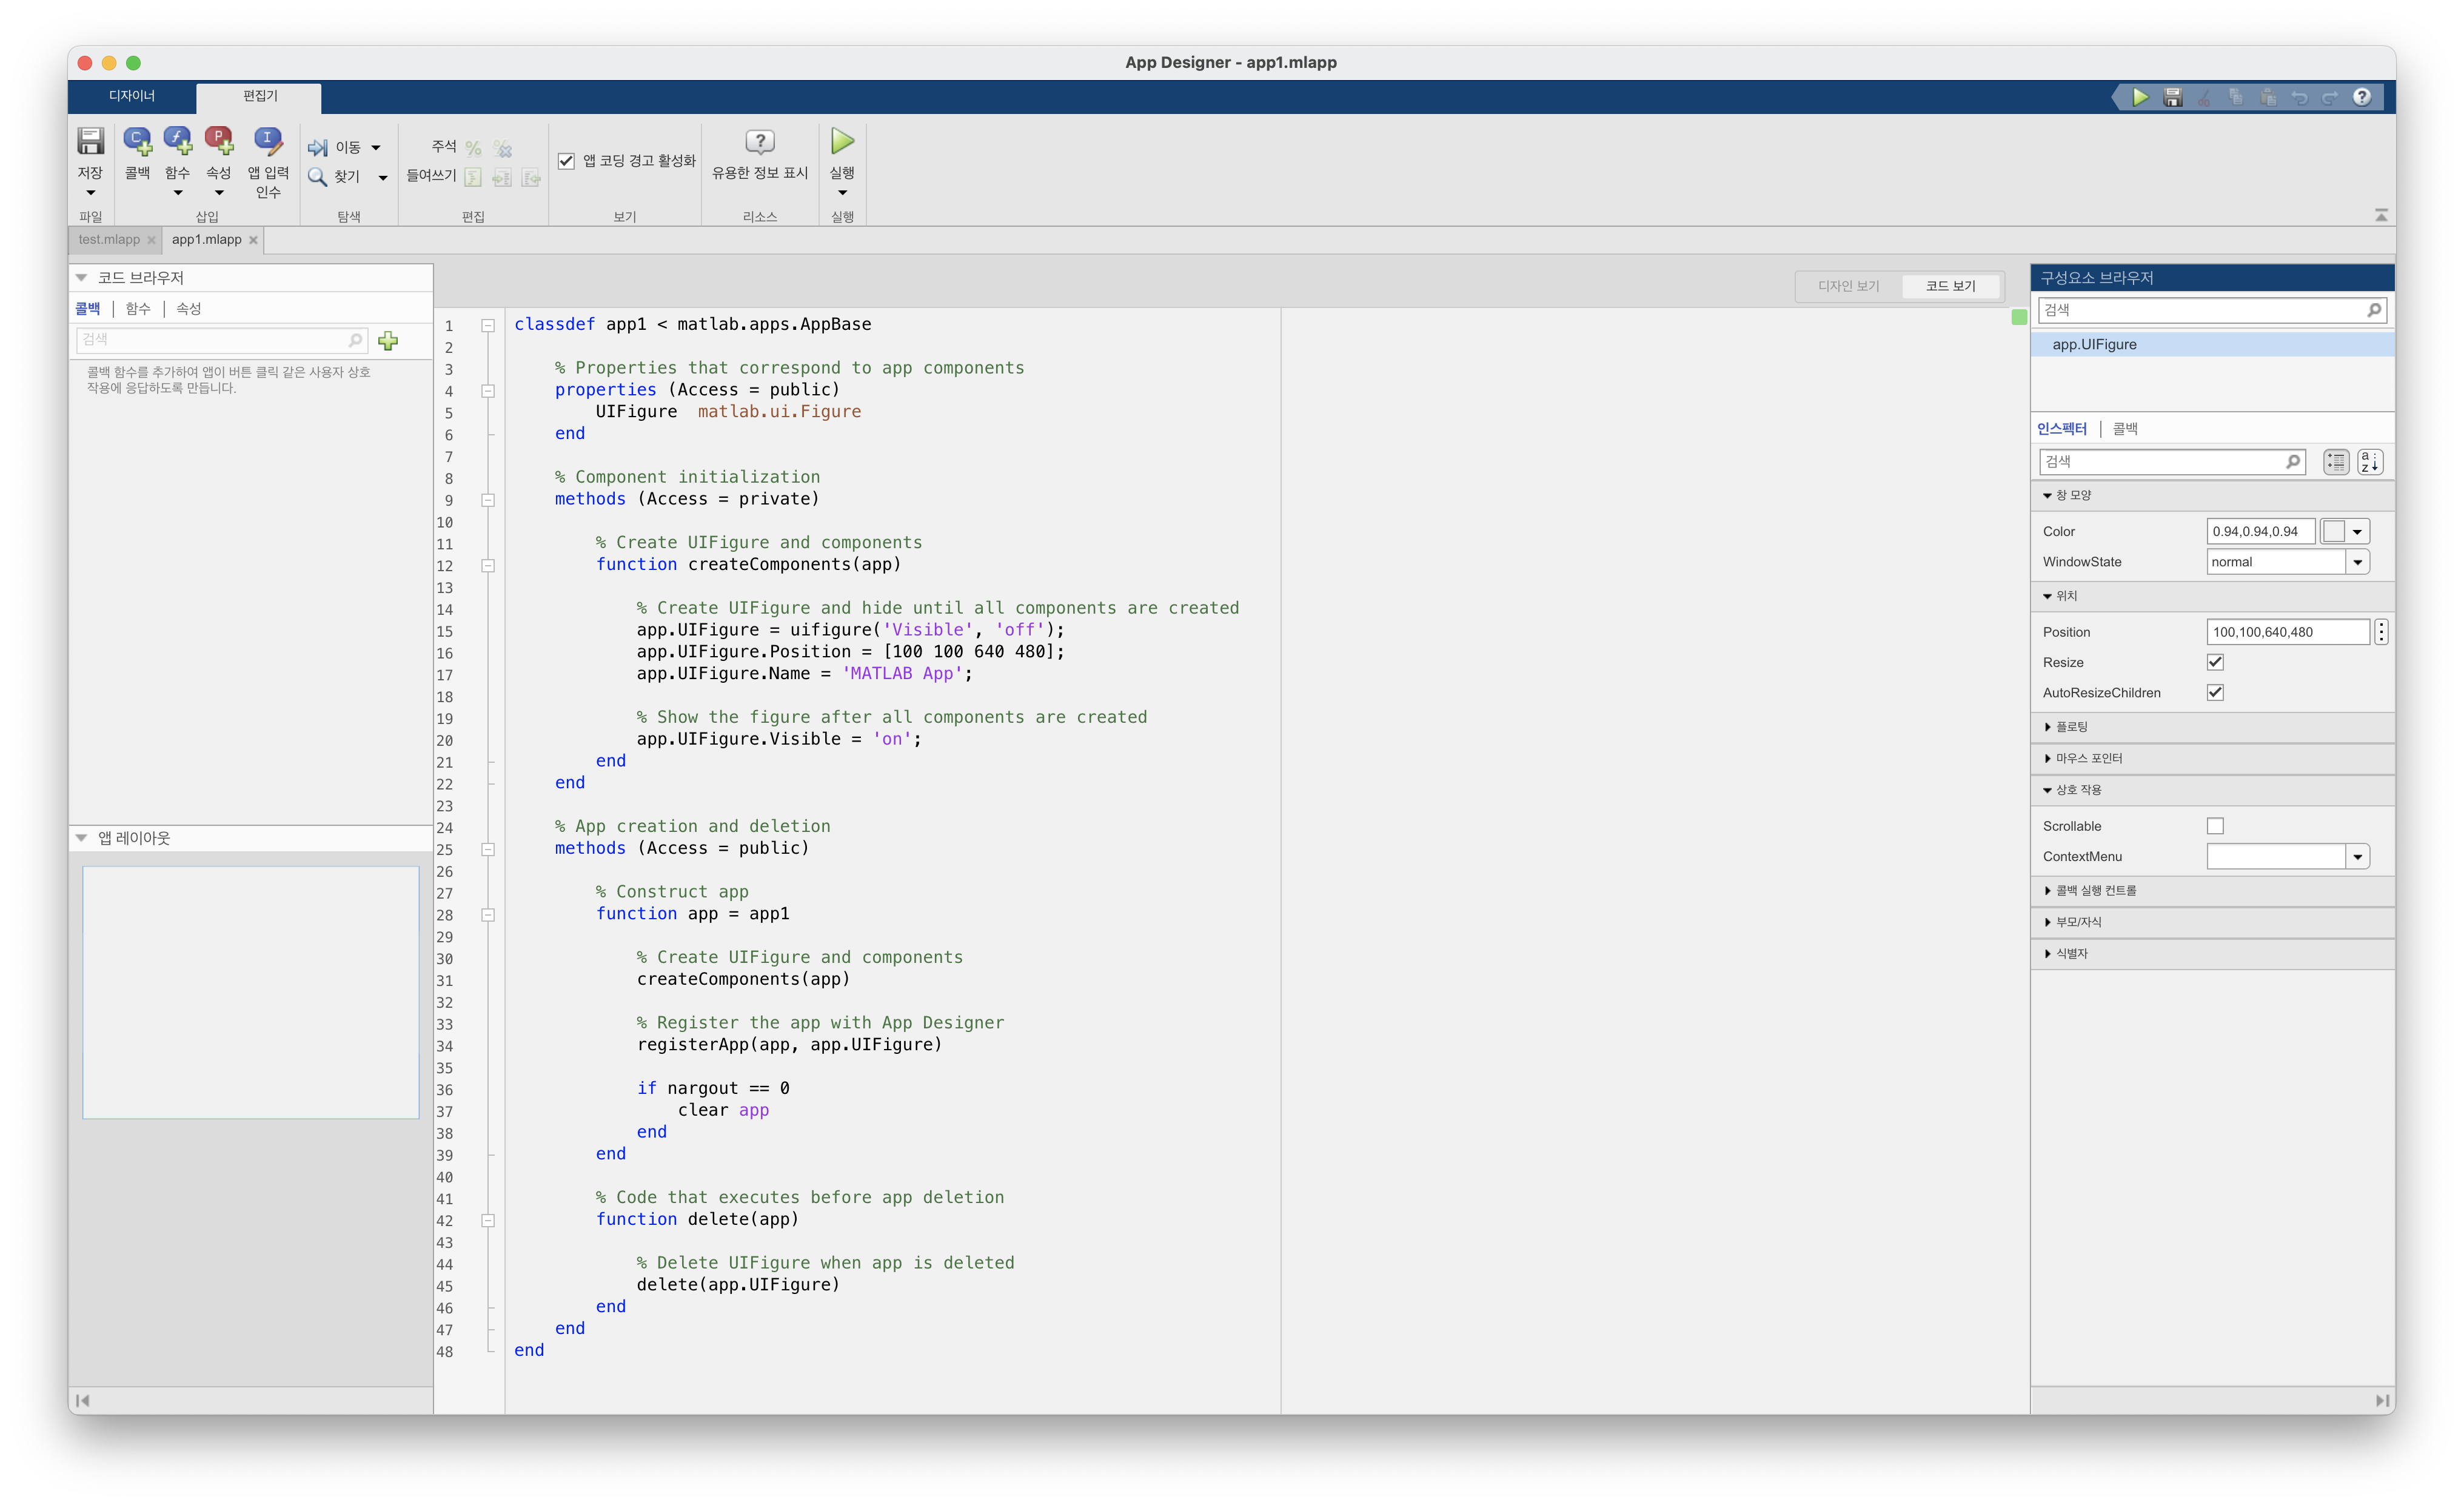 App Designer - app1.mlapp
디자이너 편집기
저장 콜백 함수 속성 앱 입력 인수
이동
찾기
주석
들여쓰기
앱 코딩 경고 활성화
유용한 정보 표시
실행
파일 삽입 탐색 편집 보기 리소스 실행
test.mlapp app1.mlapp
코드 브라우저
콜백 함수 속성
검색
콜백 함수를 추가하여 앱이 버튼 클릭 같은 사용자 상호
작용에 응답하도록 만듭니다.
앱 레이아웃
디자인 보기 코드 보기
1 classdef app1 < matlab.apps.AppBase
2
3 % Properties that correspond to app components
4 properties (Access = public)
5 UIFigure matlab.ui.Figure
6 end
7
8 % Component initialization
9 methods (Access = private)
10
11 % Create UIFigure and components
12 function createComponents(app)
13
14 % Create UIFigure and hide until all components are created
15 app.UIFigure = uifigure('Visible', 'off');
16 app.UIFigure.Position = [100 100 640 480];
17 app.UIFigure.Name = 'MATLAB App';
18
19 % Show the figure after all components are created
20 app.UIFigure.Visible = 'on';
21 end
22 end
23
24 % App creation and deletion
25 methods (Access = public)
26
27 % Construct app
28 function app = app1
29
30 % Create UIFigure and components
31 createComponents(app)
32
33 % Register the app with App Designer
34 registerApp(app, app.UIFigure)
35
36 if nargout == 0
37 clear app
38 end
39 end
40
41 % Code that executes before app deletion
42 function delete(app)
43
44 % Delete UIFigure when app is deleted
45 delete(app.UIFigure)
46 end
47 end
48 end
구성요소 브라우저
검색
app.UIFigure
인스펙터 콜백
검색
창 모양
Color 0.94,0.94,0.94
WindowState normal
위치
Position 100,100,640,480
Resize
AutoResizeChildren
플로팅
마우스 포인터
상호 작용
Scrollable
ContextMenu
콜백 실행 컨트롤
부모/자식
식별자